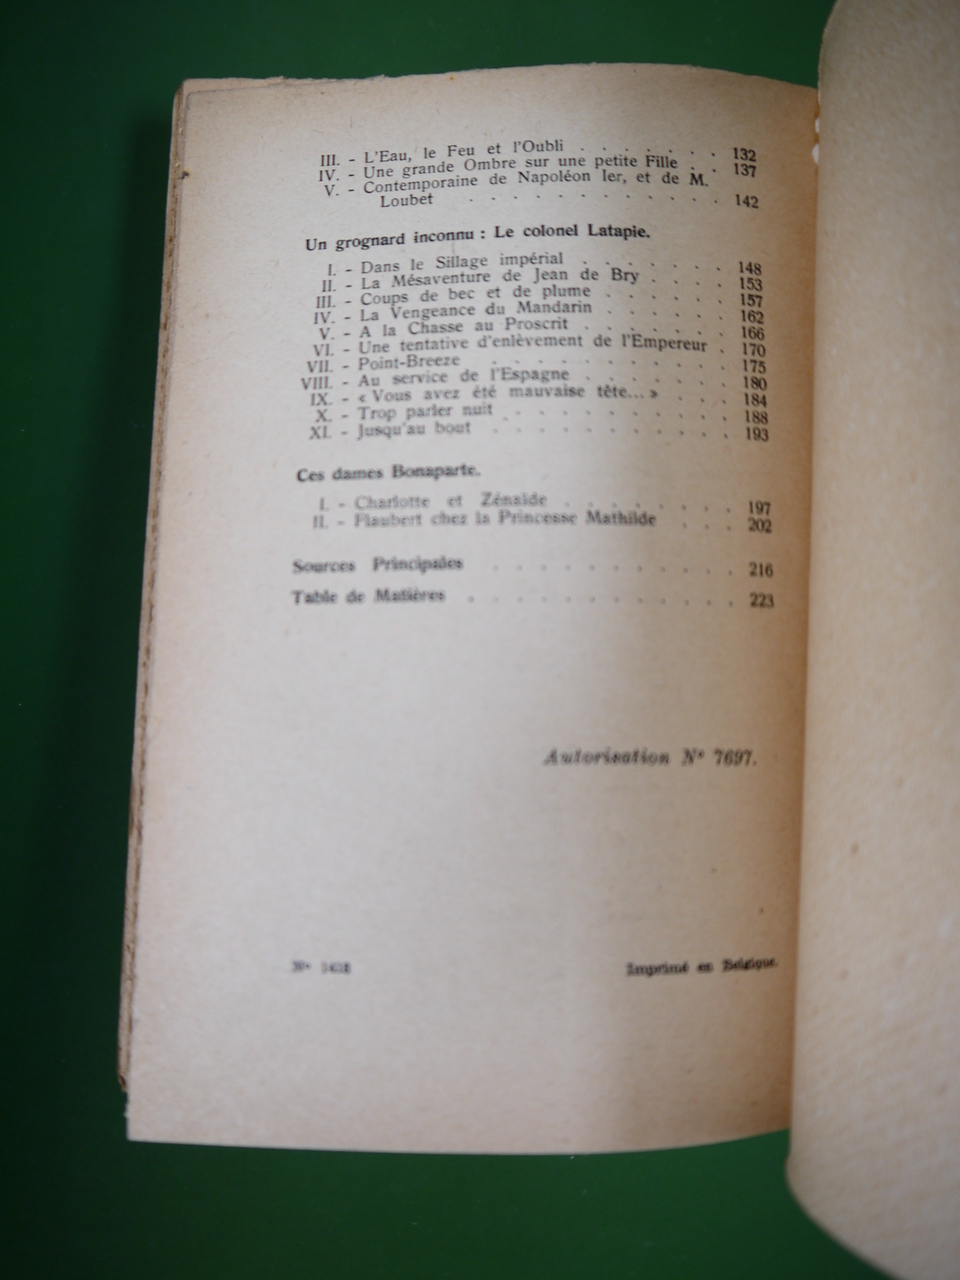 III. - L'Eau, le Feu et l'Oubli . . . . . . . 132
IV. - Une grande Ombre sur une petite Fille . . 137
V. - Contemporaine de Napoléon Ier, et de M.
Loubet . . . . . . . . . . . . 142
Un grognard inconnu : Le colonel Latapie.
I. - Dans le Sillage impérial . . . . . . . 148
II. - La Mésaventure de Jean de Bry . . . . 153
III. - Coups de bec et de plume . . . . . . 157
IV. - La Vengeance du Mandarin . . . . . . 162
V. - A la Chasse au Proscrit . . . . . . . 166
VI. - Une tentative d'enlèvement de l'Empereur . 170
VII. - Point-Breeze . . . . . . . . . . 175
VIII. - Au service de l'Espagne . . . . . . . 180
IX. - « Vous avez été mauvaise tête... » . . . 184
X. - Trop parler nuit . . . . . . . . . 188
XI. - Jusqu'au bout . . . . . . . . . . 193
Ces dames Bonaparte.
I. - Charlotte et Zénaïde . . . . . . . . 197
II. - Flaubert chez la Princesse Mathilde . . . 202
Sources Principales . . . . . . . . . . . 216
Table de Matières . . . . . . . . . . . . 223
Autorisation N° 7697.
N°
Imprimé en Belgique.